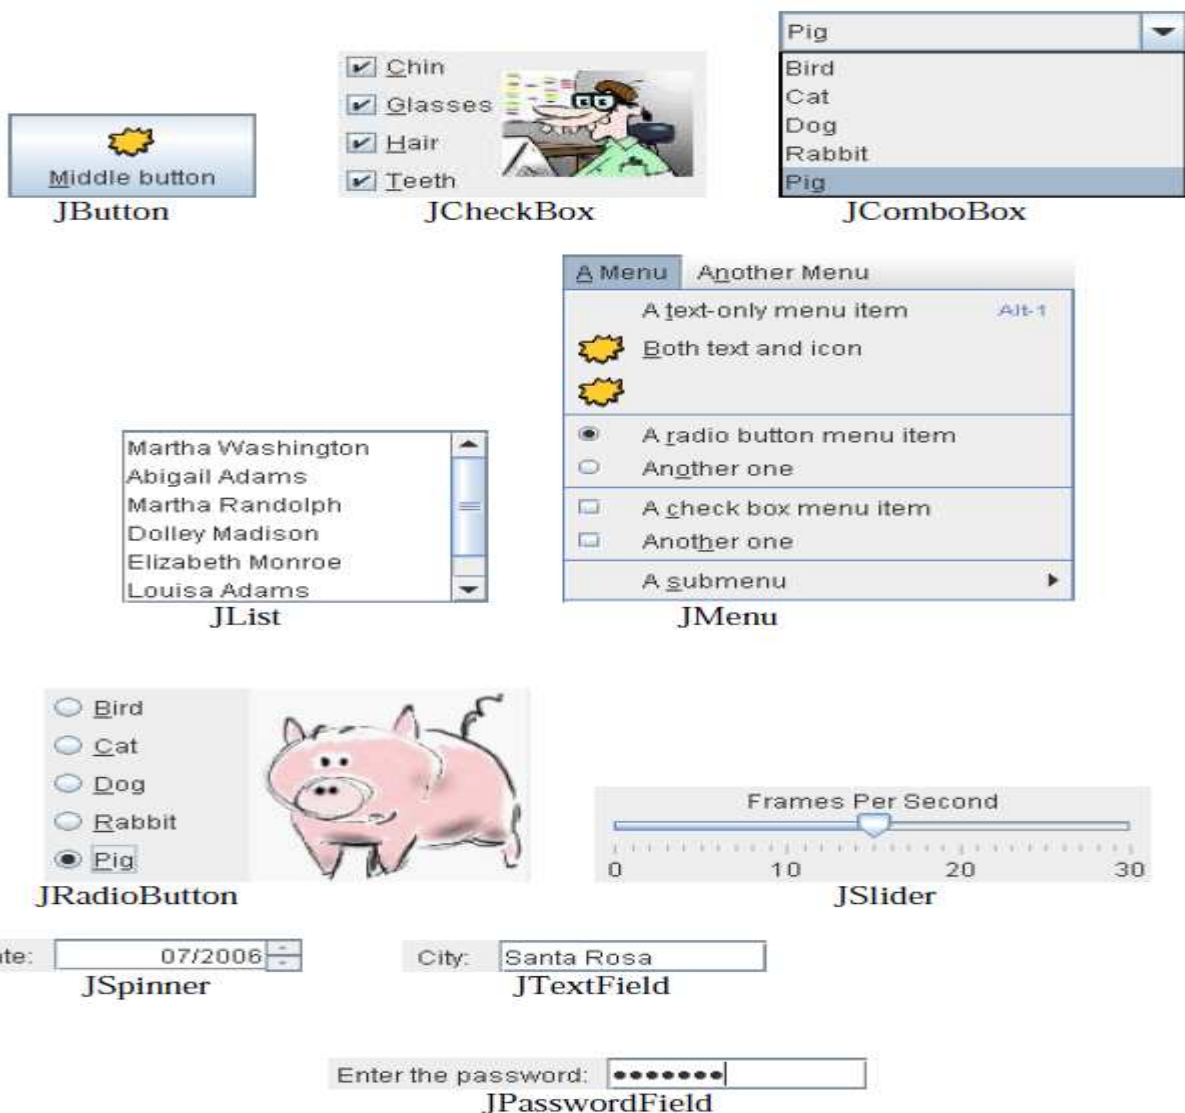 Middle button
JButton
Chin
Glasses
Hair
Teeth
JCheckBox
Pig
Bird
Cat
Dog
Rabbit
Pig
JComboBox
Martha Washington
Abigail Adams
Martha Randolph
Dolley Madison
Elizabeth Monroe
Louisa Adams
JList
A Menu Another Menu
A text-only menu item Alt-1
Both text and icon
A radio button menu item
Another one
A check box menu item
Another one
A submenu
JMenu
Bird
Cat
Dog
Rabbit
Pig
JRadioButton
Frames Per Second
0 10 20 30
JSlider
ate: 07/2006
JSpinner
City: Santa Rosa
JTextField
Enter the password: •••••••
JPasswordField